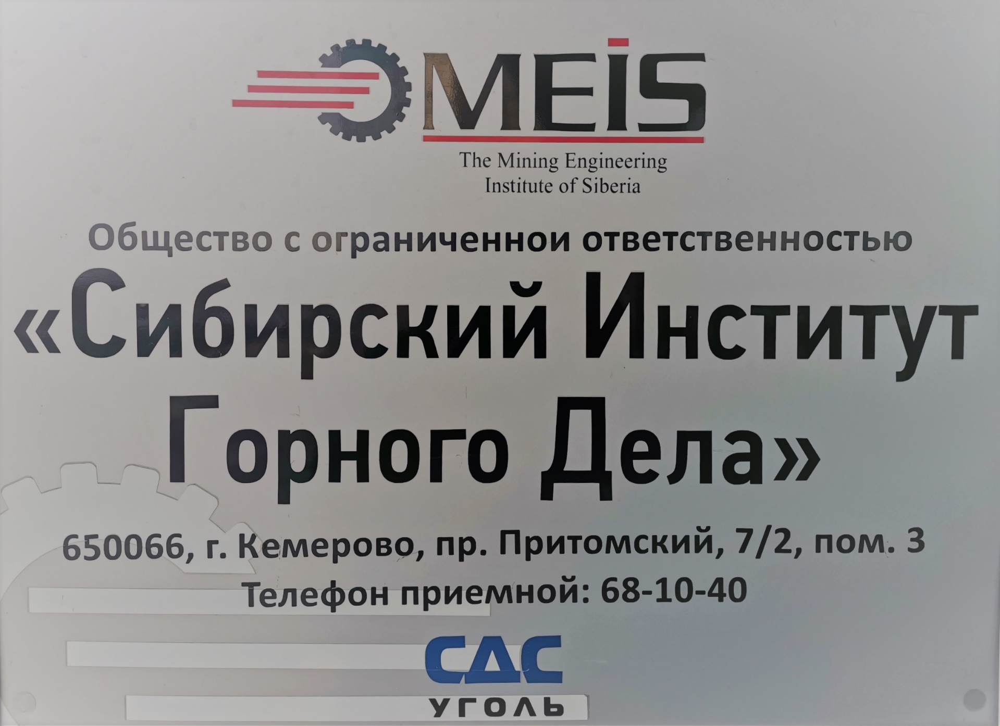 MEIS
The Mining Engineering
Institute of Siberia
Общество с ограниченнои ответственностью
«Сибирский Институт
Горного Дела»
650066, г. Кемерово, пр. Притомский, 7/2, пом. 3
Телефон приемной: 68-10-40
СДС
УГОЛЬ